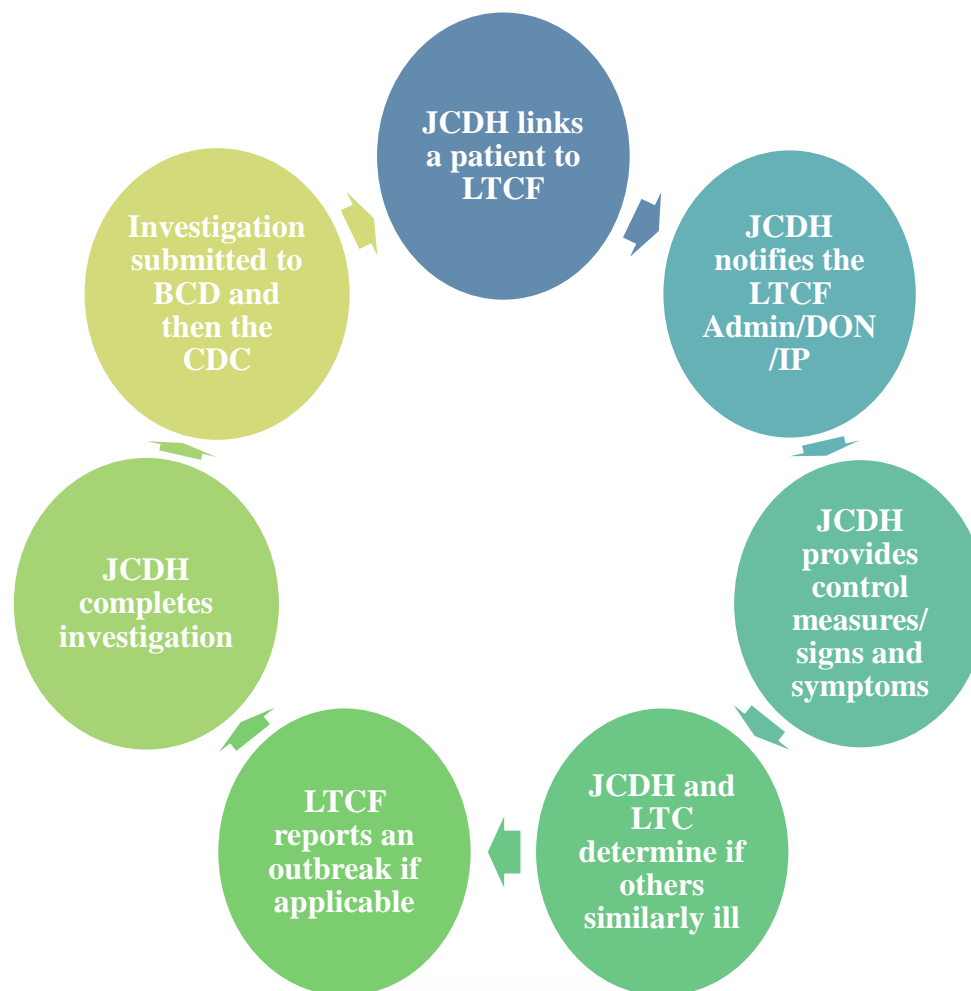 JCDH links
a patient to
LTCF
JCDH
notifies the
LTCF
Admin/DON
/IP
JCDH
provides
control
measures/
signs and
symptoms
JCDH and
LTC
determine if
others
similarly ill
LTCF
reports an
outbreak if
applicable
JCDH
completes
investigation
Investigation
submitted to
BCD and
then the
CDC